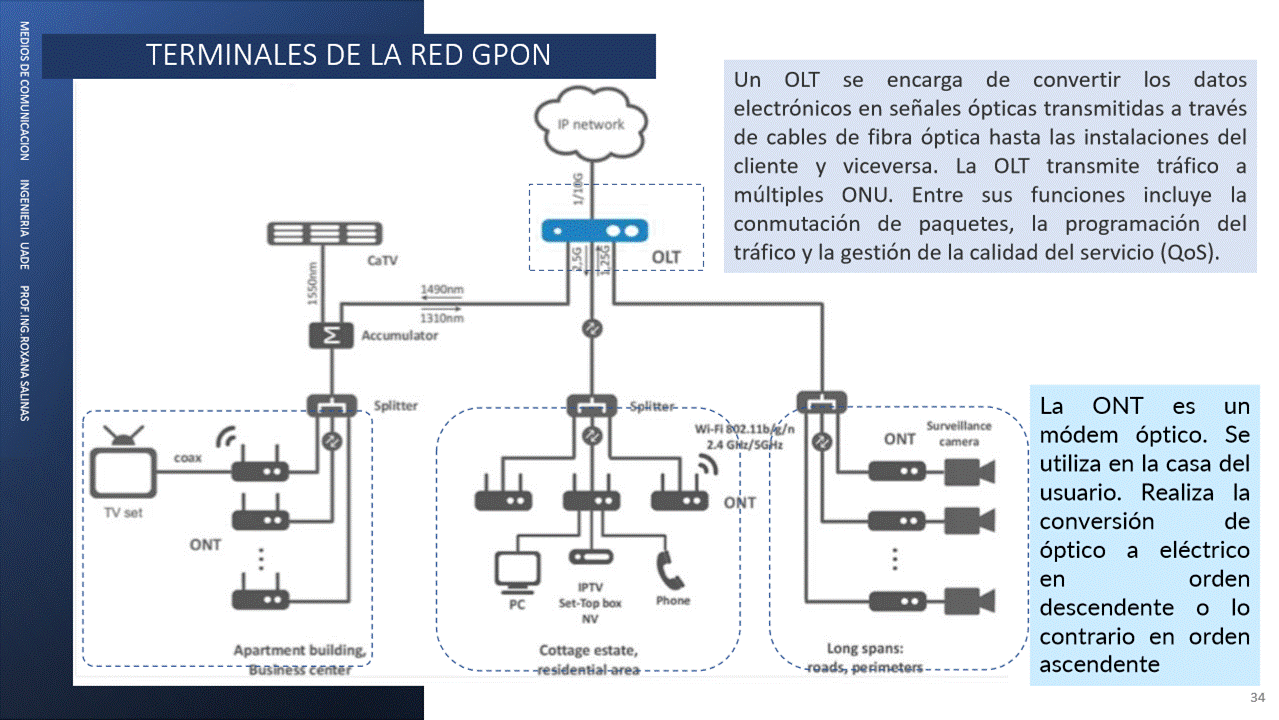 MEDIOS DE COMUNICACION INGENIERIA UADE PROF.ING.ROXANA SALINAS
TERMINALES DE LA RED GPON
Un OLT se encarga de convertir los datos
electrónicos en señales ópticas transmitidas a través
de cables de fibra óptica hasta las instalaciones del
cliente y viceversa. La OLT transmite tráfico a
múltiples ONU. Entre sus funciones incluye la
conmutación de paquetes, la programación del
tráfico y la gestión de la calidad del servicio (QoS).
IP network
1/10G
OLT
2,5G
1,25G
CaTV
1550nm
1490nm
1310nm
Accumulator
Splitter
Splitter
coax
TV set
ONT
Apartment building,
Business center
Wi-Fi 802.11b/g/n
2.4 GHz/5GHz
ONT
PC
IPTV
Set-Top box
NV
Phone
Cottage estate,
residential area
ONT
Surveillance
camera
Long spans:
roads, perimeters
La ONT es un
módem óptico. Se
utiliza en la casa del
usuario. Realiza la
conversión de
óptico a eléctrico
en orden
descendente o lo
contrario en orden
ascendente
34